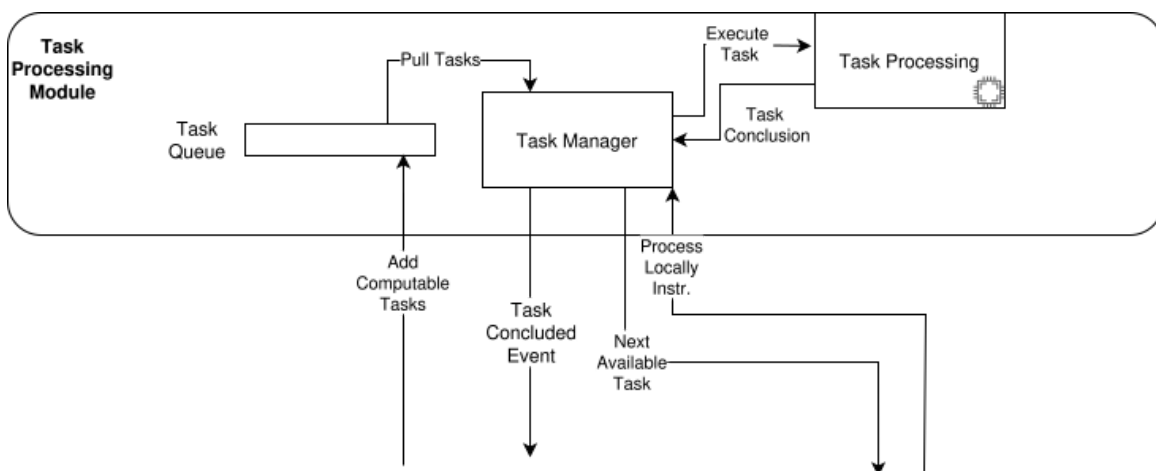 Task
Processing
Module
Pull Tasks
Execute
Task
Task Processing
Task
Queue
Task Manager
Task
Conclusion
Add
Computable
Tasks
Task
Concluded
Event
Next
Available
Task
Process
Locally
Instr.